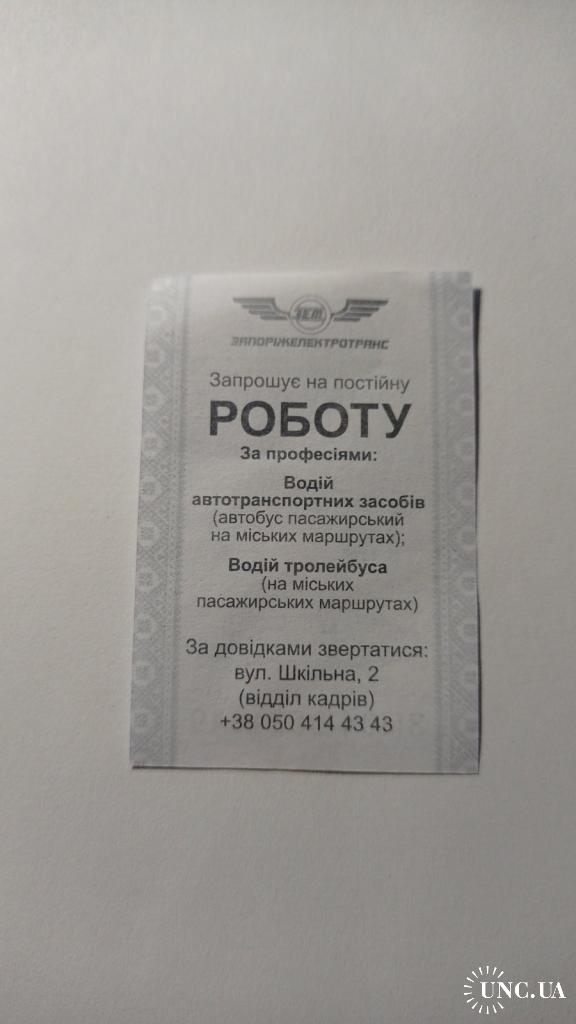 ЗЕТ
ЗАПОРІЖЕЛЕКТРОТРАНС
Запрошує на постійну
РОБОТУ
За професіями:
Водій
автотранспортних засобів
(автобус пасажирський
на міських маршрутах);
Водій тролейбуса
(на міських
пасажирських маршрутах)
За довідками звертатися:
вул. Шкільна, 2
(відділ кадрів)
+38 050 414 43 43
UNC.UA